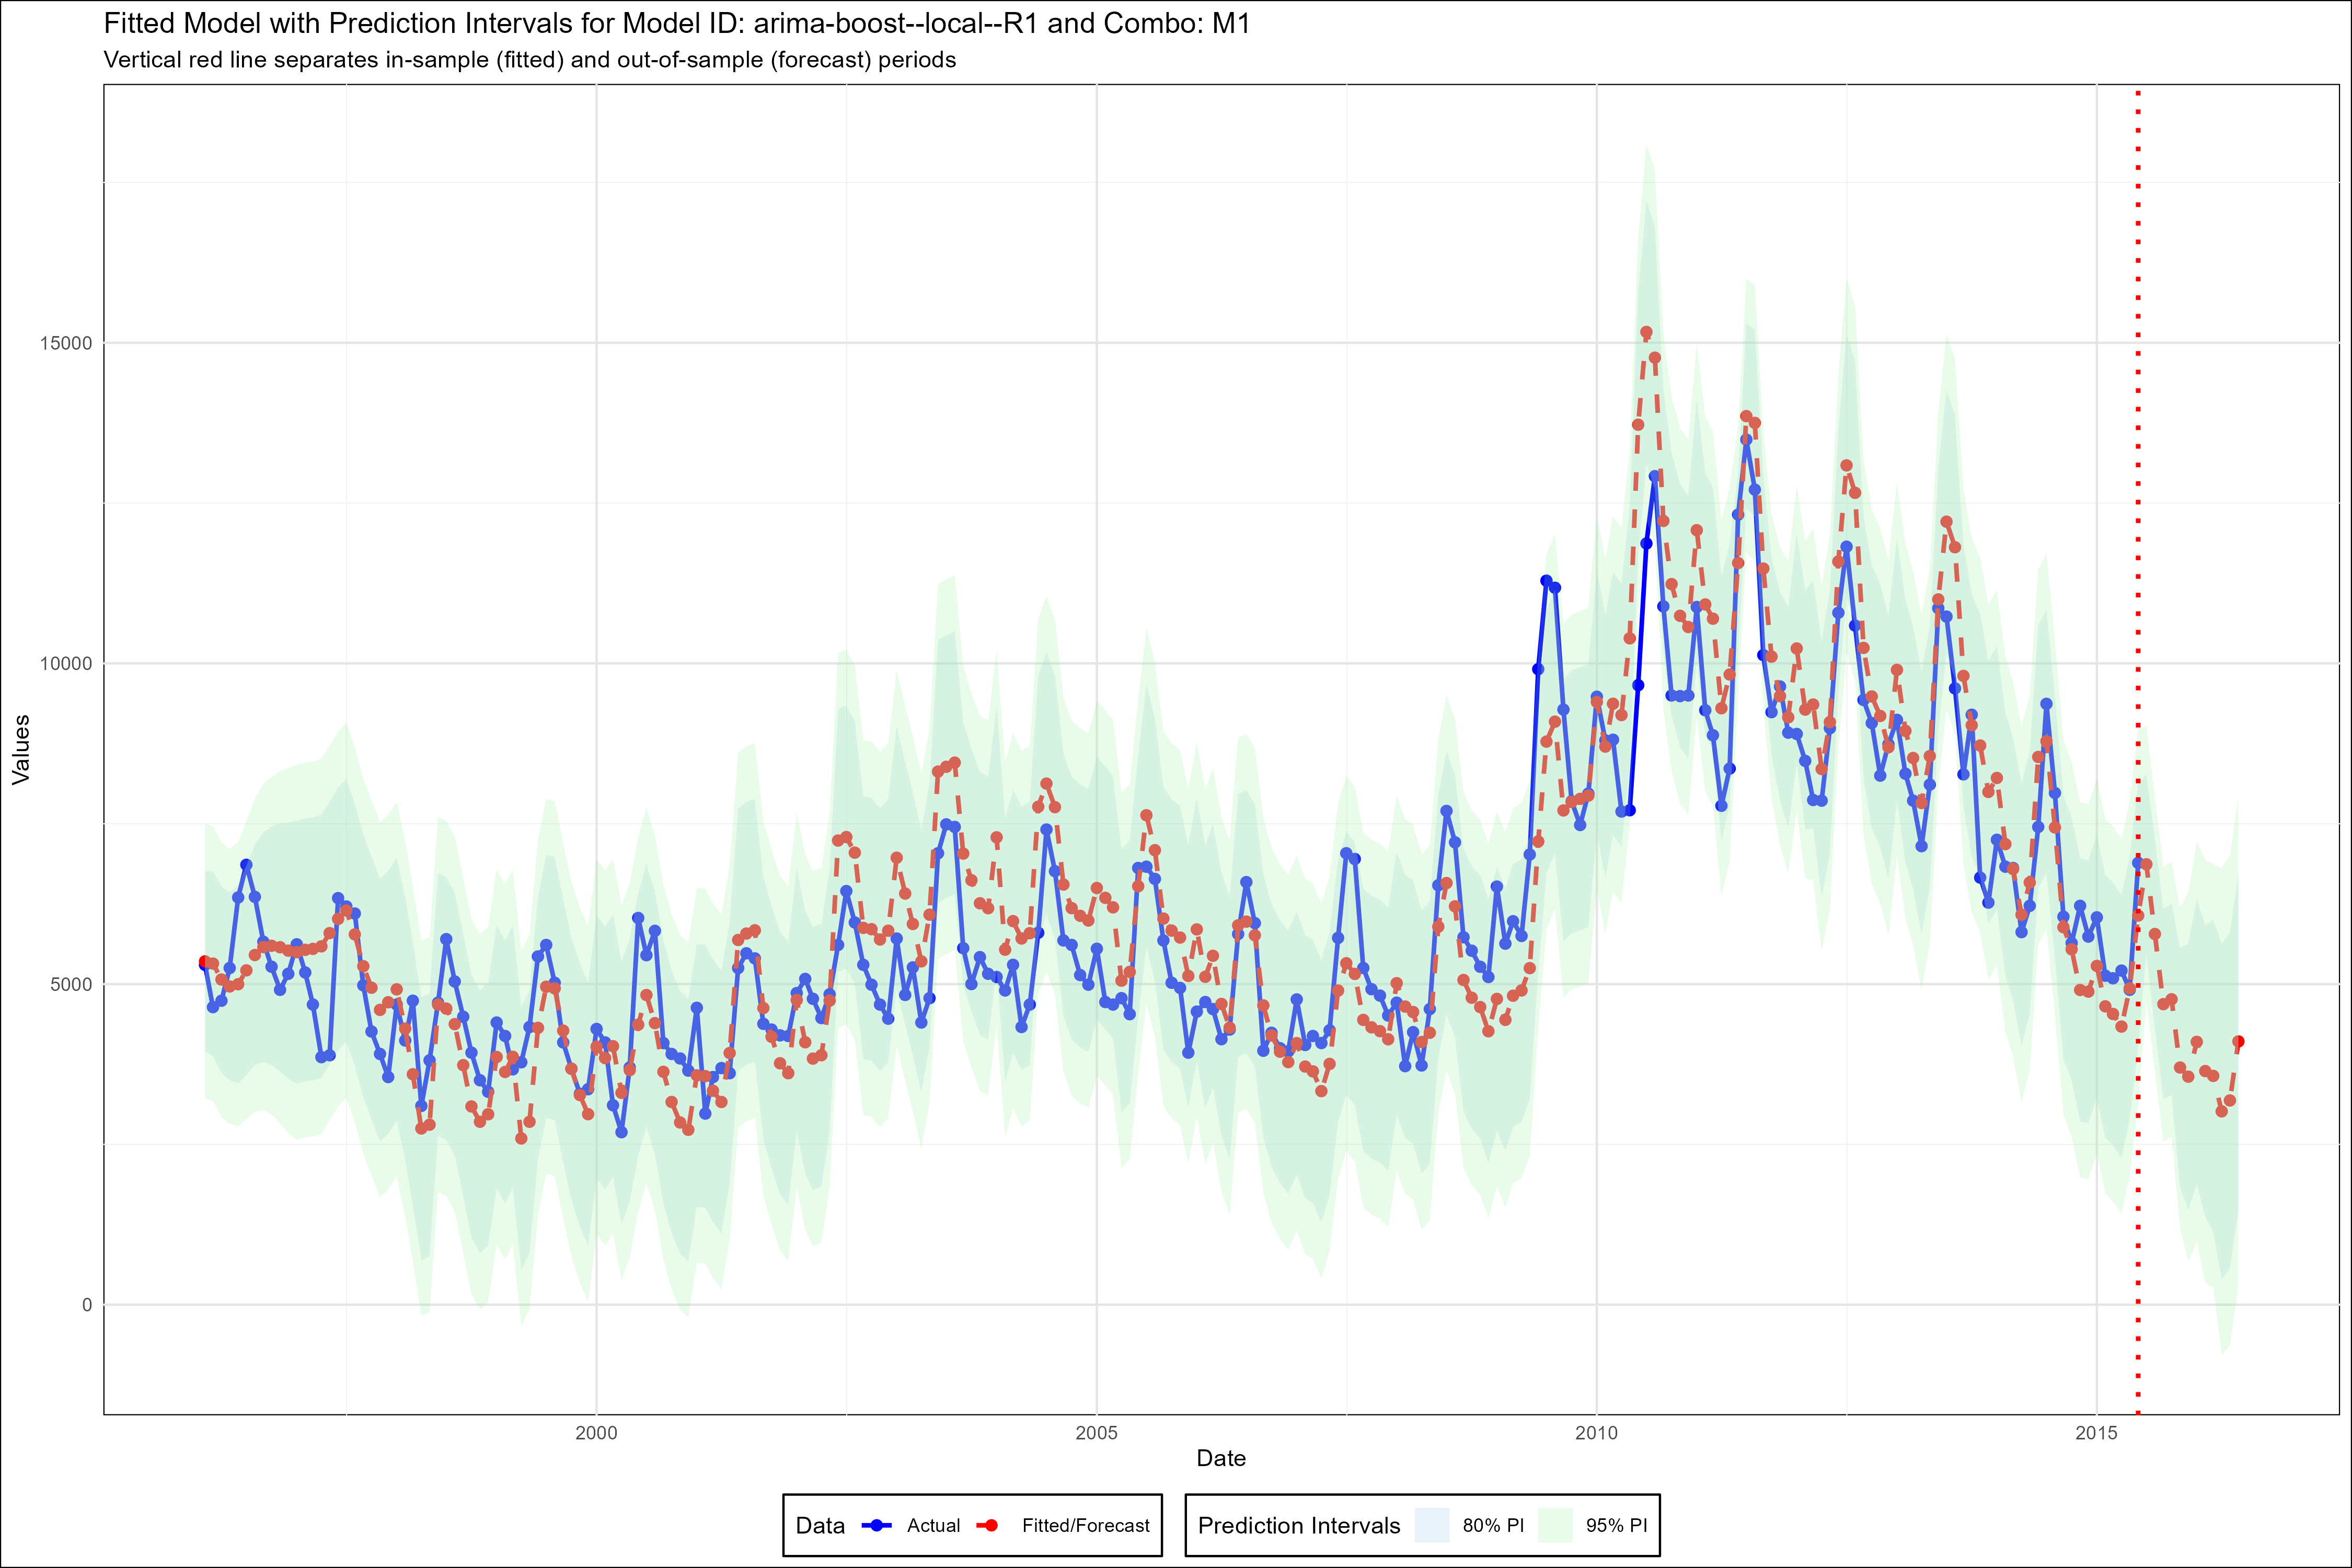 Fitted Model with Prediction Intervals for Model ID: arima-boost--local--R1 and Combo: M1
Vertical red line separates in-sample (fitted) and out-of-sample (forecast) periods
Values
15000
10000
5000
0
2000 2005 2010 2015
Date
Data Actual Fitted/Forecast Prediction Intervals 80% PI 95% PI